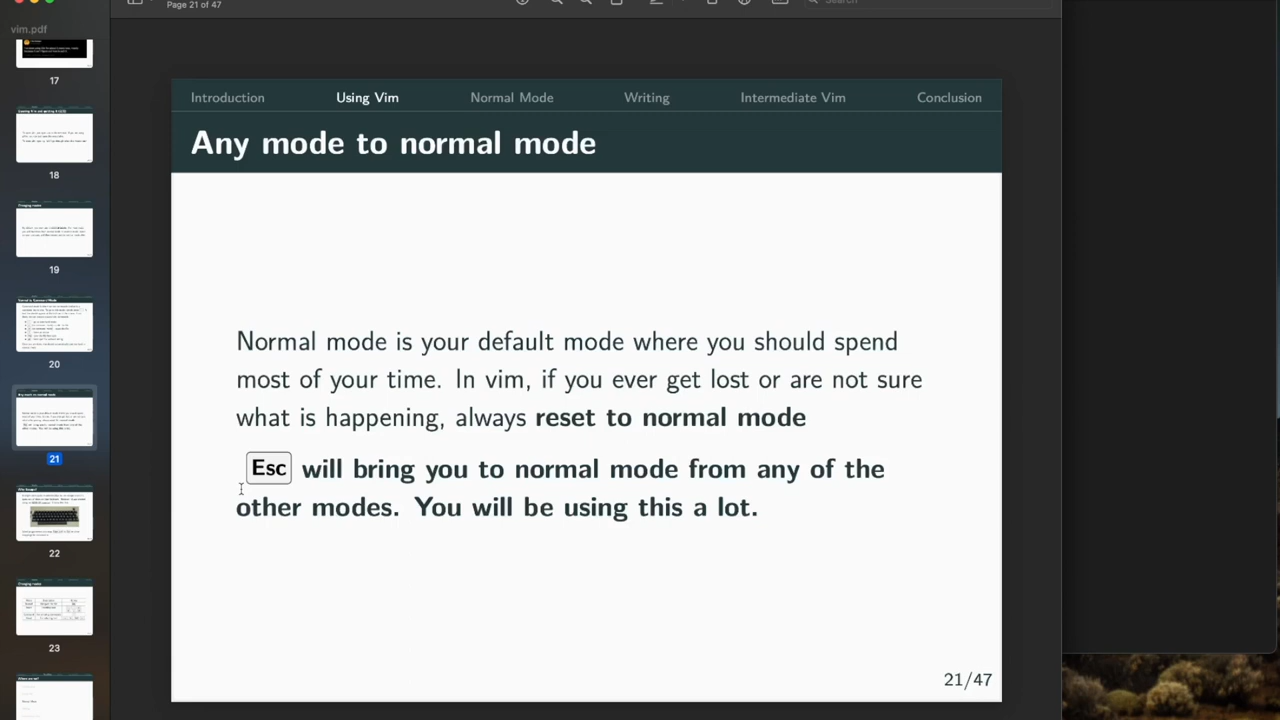 Page 21 of 47
Search
vim.pdf
17
18
19
20
21
22
23
Introduction Using Vim Normal Mode Writing Intermediate Vim Conclusion
Any mode to normal mode
Normal mode is your default mode where you should spend
most of your time. In vim, if you ever get lost or are not sure
what is happening, always reset to normal mode
Esc will bring you to normal mode from any of the
other modes. You will be using this a lot.
21/47